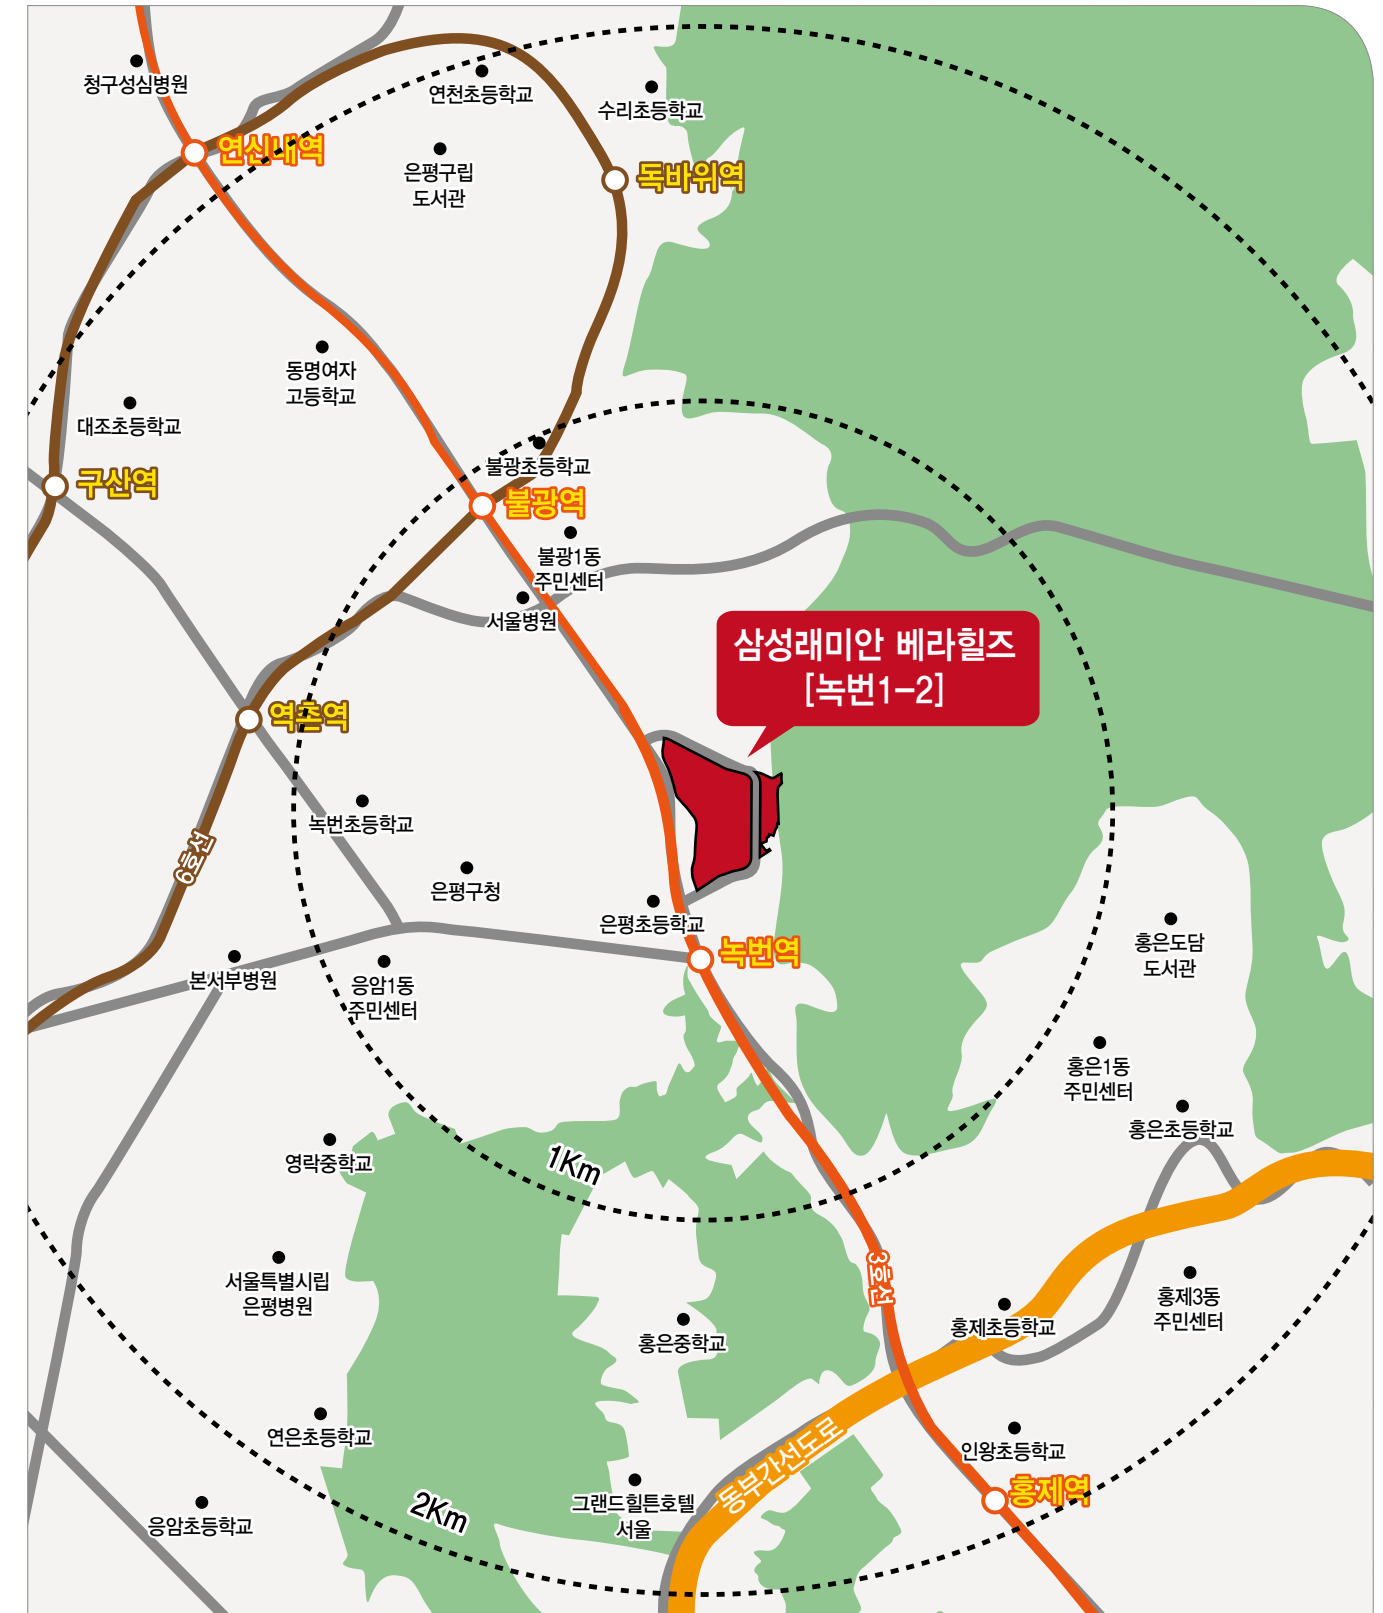 청구성심병원
연천초등학교
수리초등학교
연신내역
은평구립
도서관
독바위역
동명여자
고등학교
대조초등학교
구산역
불광초등학교
불광역
불광1동
주민센터
서울병원
삼성래미안 베라힐즈
[녹번1-2]
역촌역
녹번초등학교
6호선
은평구청
은평초등학교
녹번역
홍은도담
도서관
본서부병원
응암1동
주민센터
홍은1동
주민센터
홍은초등학교
영락중학교
1Km
서울특별시립
은평병원
3호선
홍제3동
주민센터
홍제초등학교
홍은중학교
연은초등학교
인왕초등학교
동부간선도로
홍제역
2Km
그랜드힐튼호텔
서울
응암초등학교